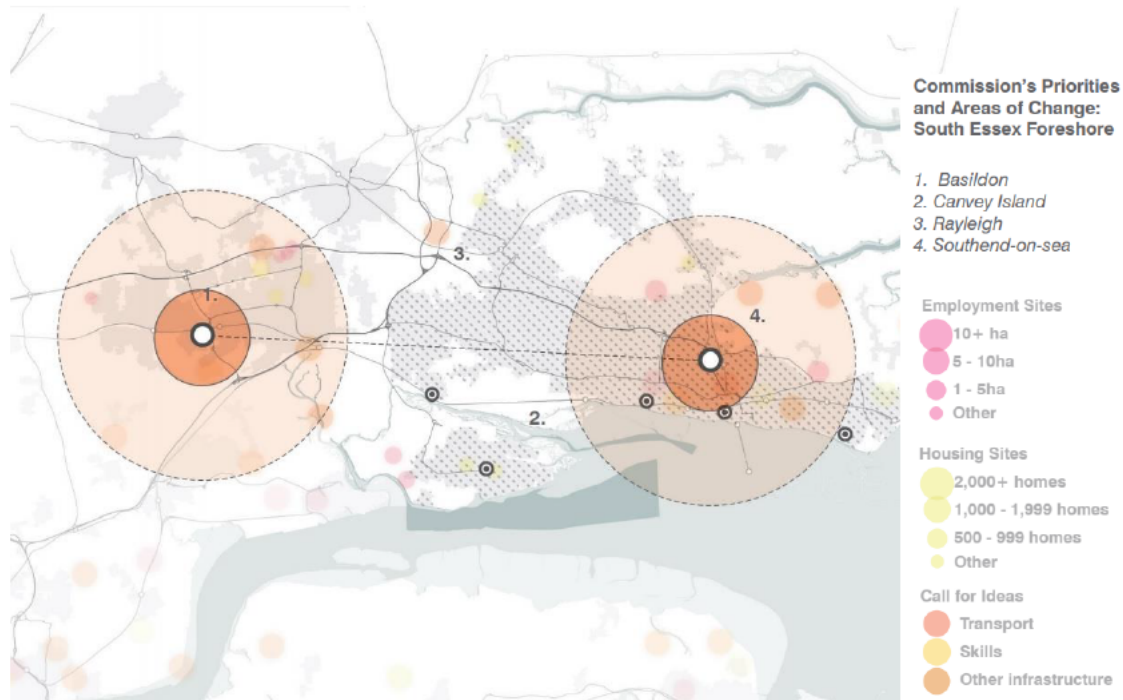 Commission's Priorities
and Areas of Change:
South Essex Foreshore
1. Basildon
2. Canvey Island
3. Rayleigh
4. Southend-on-sea
Employment Sites
10+ ha
5 - 10ha
1 - 5ha
Other
Housing Sites
2,000+ homes
1,000 - 1,999 homes
500 - 999 homes
Other
Call for Ideas
Transport
Skills
Other infrastructure
3.
1.
4.
2.